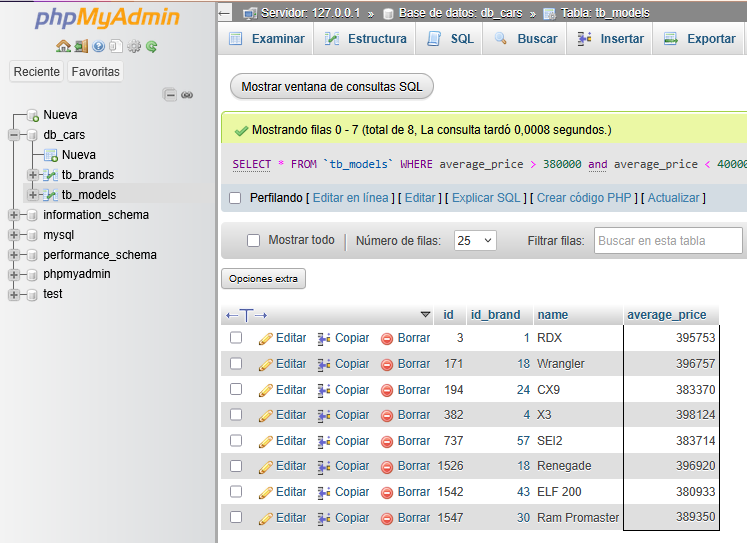 phpMyAdmin
Reciente Favoritas
Nueva
db_cars
Nueva
tb_brands
tb_models
information_schema
mysql
performance_schema
phpmyadmin
test
Servidor: 127.0.0.1 » Base de datos: db_cars » Tabla: tb_models
Examinar Estructura SQL Buscar Insertar Exportar
Mostrar ventana de consultas SQL
Mostrando filas 0 - 7 (total de 8, La consulta tardó 0,0008 segundos.)
SELECT * FROM `tb_models` WHERE average_price > 380000 and average_price < 40000
Perfilando [ Editar en línea ] [ Editar ] [ Explicar SQL ] [ Crear código PHP ] [ Actualizar ]
Mostrar todo Número de filas: 25 Filtrar filas: Buscar en esta tabla
Opciones extra
←T→ id id_brand name average_price
Editar Copiar Borrar 3 1 RDX 395753
Editar Copiar Borrar 171 18 Wrangler 396757
Editar Copiar Borrar 194 24 CX9 383370
Editar Copiar Borrar 382 4 X3 398124
Editar Copiar Borrar 737 57 SEI2 383714
Editar Copiar Borrar 1526 18 Renegade 396920
Editar Copiar Borrar 1542 43 ELF 200 380933
Editar Copiar Borrar 1547 30 Ram Promaster 389350